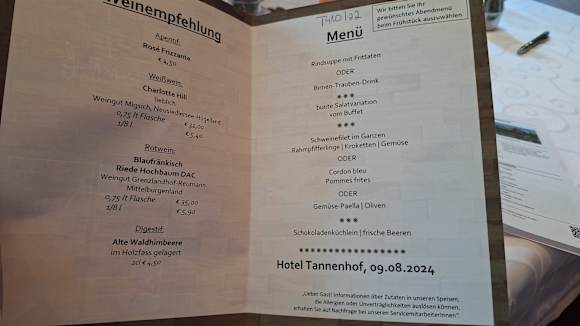 Weinempfehlung
Aperitif:
Rosé Frizzante
€ 4,50
Weißwein:
Charlotte Hill
lieblich
Weingut Migsich, Neusiedlersee Hügelland
0,75 lt Flasche € 32,00
1/8 l € 5,40
Rotwein:
Blaufränkisch
Riede Hochbaum DAC
Weingut Grenzlandhof-Reumann,
Mittelburgenland
0,75 lt Flasche € 35,00
1/8 l € 5,90
Digestif:
Alte Waldhimbeere
im Holzfass gelagert
2cl € 4,50
Wir bitten Sie Ihr
gewünschtes Abendmenü
beim Frühstück auszuwählen.
Menü
Rindsuppe mit Frittaten
ODER
Birnen-Trauben-Drink
***
bunte Salatvariation
vom Buffet
***
Schweinefilet im Ganzen
Rahmpfifferlinge | Kroketten | Gemüse
ODER
Cordon bleu
Pommes frites
ODER
Gemüse-Paella | Oliven
***
Schokoladenküchlein | frische Beeren
******************
Hotel Tannenhof, 09.08.2024
„Lieber Gast! Informationen über Zutaten in unseren Speisen,
die Allergien oder Unverträglichkeiten auslösen können,
erhalten Sie auf Nachfrage bei unseren ServicemitarbeiterInnen“.